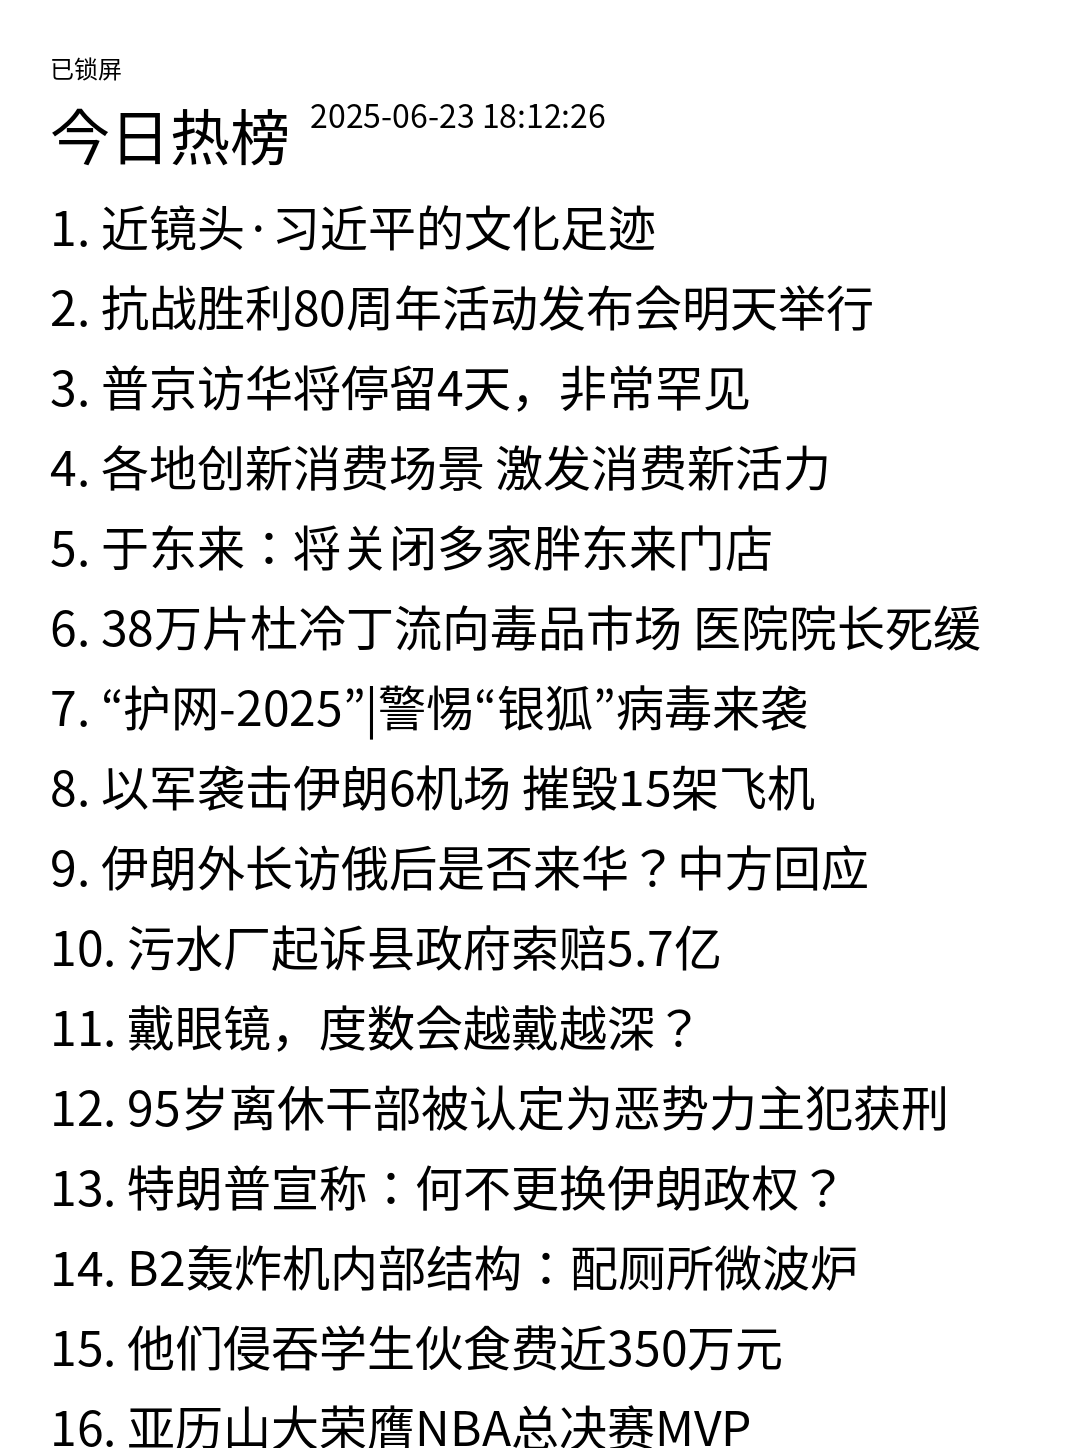 已锁屏
今日热榜 2025-06-23 18:12:26
1. 近镜头·习近平的文化足迹
2. 抗战胜利80周年活动发布会明天举行
3. 普京访华将停留4天，非常罕见
4. 各地创新消费场景 激发消费新活力
5. 于东来：将关闭多家胖东来门店
6. 38万片杜冷丁流向毒品市场 医院院长死缓
7. “护网-2025”|警惕“银狐”病毒来袭
8. 以军袭击伊朗6机场 摧毁15架飞机
9. 伊朗外长访俄后是否来华？中方回应
10. 污水厂起诉县政府索赔5.7亿
11. 戴眼镜，度数会越戴越深？
12. 95岁离休干部被认定为恶势力主犯获刑
13. 特朗普宣称：何不更换伊朗政权？
14. B2轰炸机内部结构：配厕所微波炉
15. 他们侵吞学生伙食费近350万元
16. 亚历山大荣膺NBA总决赛MVP